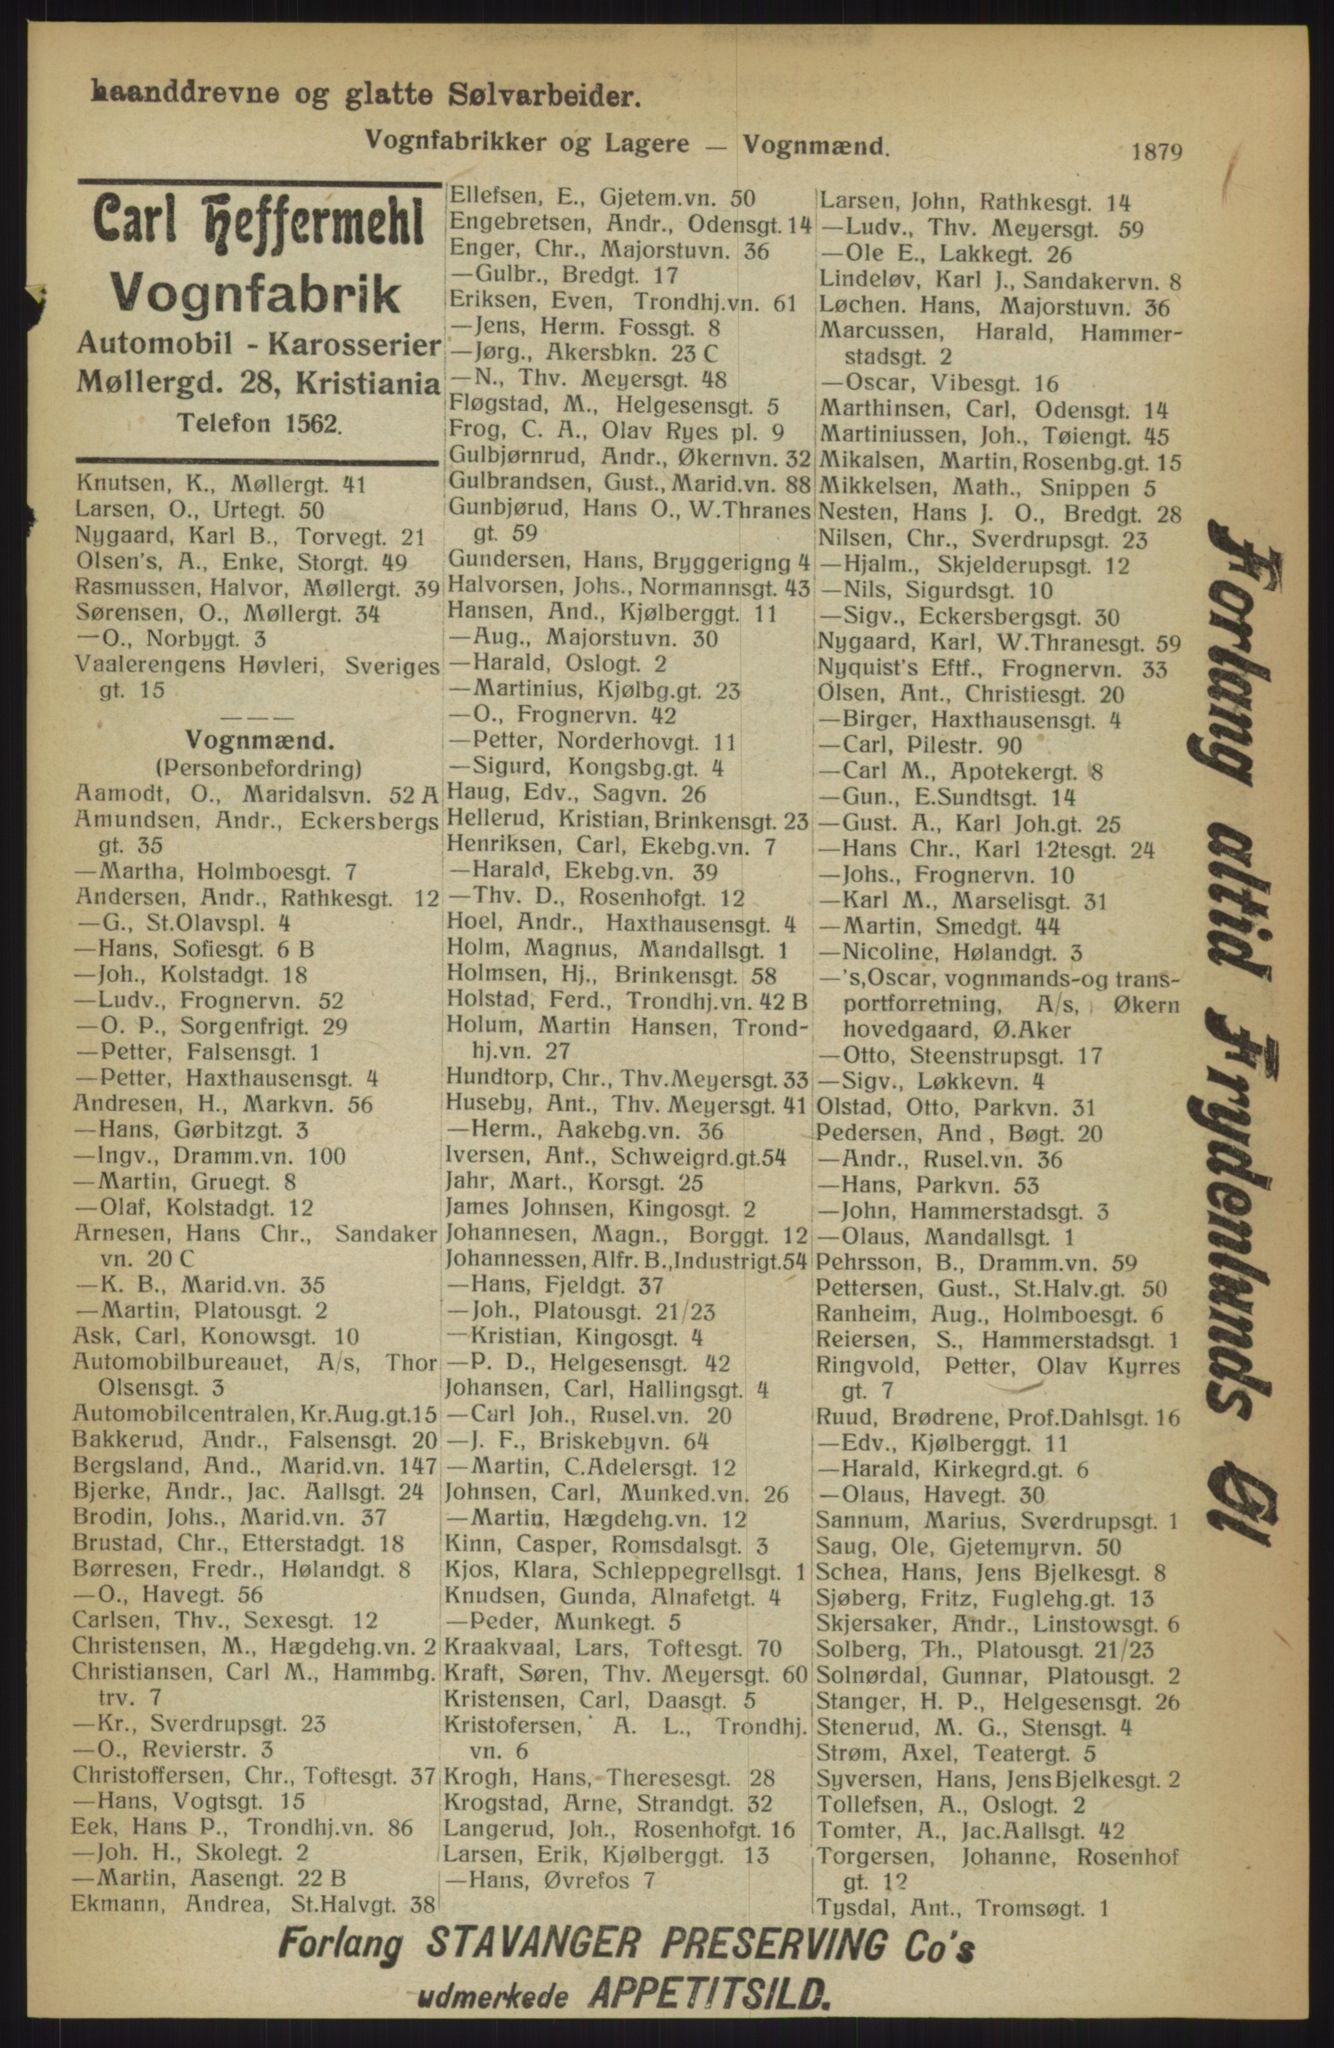 haanddrevne og glatte Sølvarbeider.
Vognfabrikker og Lagere — Vognmænd.
1879
Carl Heffermehl
Vognfabrik
Automobil - Karosserier
Møllergd. 28, Kristiania
Telefon 1562.
Knutsen, K., Møllergt. 41
Larsen, O., Urtegt. 50
Nygaard, Karl B., Torvegt. 21
Olsen's, A., Enke, Storgt. 49
Rasmussen, Halvor, Møllergt. 39
Sørensen, O., Møllergt. 34
—O., Norbygt. 3
Vaalerengens Høvleri, Sveriges
gt. 15
———
Vognmænd.
(Personbefordring)
Aamodt, O., Maridalsvn. 52 A
Amundsen, Andr., Eckersbergs
gt. 35
—Martha, Holmboesgt. 7
Andersen, Andr., Rathkesgt. 12
—G., St.Olavspl. 4
—Hans, Sofiesgt. 6 B
—Joh., Kolstadgt. 18
—Ludv., Frognervn. 52
—O. P., Sorgenfrigt. 29
—Petter, Falsensgt. 1
—Petter, Haxthausensgt. 4
Andresen, H., Markvn. 56
—Hans, Gørbitzgt. 3
—Ingv., Dramm.vn. 100
—Martin, Gruegt. 8
—Olaf, Kolstadgt. 12
Arnesen, Hans Chr., Sandaker
vn. 20 C
—K. B., Marid.vn. 35
—Martin, Platousgt. 2
Ask, Carl, Konowsgt. 10
Automobilbureauet, A/s, Thor
Olsensgt. 3
Automobilcentralen, Kr.Aug.gt.15
Bakkerud, Andr., Falsensgt. 20
Bergsland, And., Marid.vn. 147
Bjerke, Andr., Jac. Aallsgt. 24
Brodin, Johs., Marid.vn. 37
Brustad, Chr., Etterstadgt. 18
Børresen, Fredr., Hølandgt. 8
—O., Havegt. 56
Carlsen, Thv., Sexesgt. 12
Christensen, M., Hægdehg.vn. 2
Christiansen, Carl M., Hammbg.
trv. 7
—Kr., Sverdrupsgt. 23
—O., Revierstr. 3
Christoffersen, Chr., Toftesgt. 37
—Hans, Vogtsgt. 15
Eek, Hans P., Trondhj.vn. 86
—Joh. H., Skolegt. 2
—Martin, Aasengt. 22 B
Ekmann, Andrea, St.Halvgt. 38
Ellefsen, E., Gjetem.vn. 50
Engebretsen, Andr., Odensgt. 14
Enger, Chr., Majorstuvn. 36
—Gulbr., Bredgt. 17
Eriksen, Even, Trondhj.vn. 61
—Jens, Herm. Fossgt. 8
—Jørg., Akersbkn. 23 C
—N., Thv. Meyersgt. 48
Fløgstad, M., Helgesensgt. 5
Frog, C. A., Olav Ryes pl. 9
Gulbjørnrud, Andr., Økernvn. 32
Gulbrandsen, Gust., Marid.vn. 88
Gunbjørud, Hans O., W.Thranes
gt. 59
Gundersen, Hans, Bryggerigng 4
Halvorsen, Johs., Normannsgt. 43
Hansen, And., Kjølberggt. 11
—Aug., Majorstuvn. 30
—Harald, Oslogt. 2
—Martinius, Kjølbg.gt. 23
—O., Frognervn. 42
—Petter, Norderhovgt. 11
—Sigurd, Kongsbg.gt. 4
Haug, Edv., Sagvn. 26
Hellerud, Kristian, Brinkensgt. 23
Henriksen, Carl, Ekebg.vn. 7
—Harald, Ekebg.vn. 39
—Thv. D., Rosenhofgt. 12
Hoel, Andr., Haxthausensgt. 4
Holm, Magnus, Mandallsgt. 1
Holmsen, Hj., Brinkensgt. 58
Holstad, Ferd., Trondhj.vn. 42 B
Holum, Martin Hansen, Trond-
hj.vn. 27
Hundtorp, Chr., Thv.Meyersgt. 33
Huseby, Ant., Thv. Meyersgt. 41
—Herm., Aakebg.vn. 36
Iversen, Ant., Schweigrd.gt.54
Jahr, Mart., Korsgt. 25
James Johnsen, Kingosgt. 2
Johannesen, Magn., Borggt. 12
Johannessen, Alfr. B.,Industrigt.54
—Hans, Fjeldgt. 37
—Joh., Platousgt. 21/23
—Kristian, Kingosgt. 4
—P. D., Helgesensgt. 42
Johansen, Carl, Hallingsgt. 4
—Carl Joh., Rusel.vn. 20
—J. F., Briskebyvn. 64
—Martin, C.Adelersgt. 12
Johnsen, Carl, Munked.vn. 26
—Martin, Hægdehg.vn. 12
Kinn, Casper, Romsdalsgt. 3
Kjos, Klara, Schleppegrellsgt. 1
Knudsen, Gunda, Alnafetgt. 4
—Peder, Munkegt. 5
Kraakvaal, Lars, Toftesgt. 70
Kraft, Søren, Thv. Meyersgt. 60
Kristensen, Carl, Daasgt. 5
Kristofersen, A. L., Trondhj.
vn. 6
Krogh, Hans, Theresesgt. 28
Krogstad, Arne, Strandgt. 32
Langerud, Joh., Rosenhofgt. 16
Larsen, Erik, Kjølberggt. 13
—Hans, Øvrefos 7
Larsen, John, Rathkesgt. 14
—Ludv., Thv. Meyersgt. 59
—Ole E., Lakkegt. 26
Lindeløv, Karl J., Sandakervn. 8
Løchen. Hans, Majorstuvn. 36
Marcussen, Harald, Hammer-
stadsgt. 2
—Oscar, Vibesgt. 16
Marthinsen, Carl, Odensgt. 14
Martiniussen, Joh., Tøiengt. 45
Mikalsen, Martin, Rosenbg.gt. 15
Mikkelsen, Math., Snippen 5
Nesten, Hans J. O., Bredgt. 28
Nilsen, Chr., Sverdrupsgt. 23
—Hjalm., Skjelderupsgt. 12
—Nils, Sigurdsgt. 10
—Sigv., Eckersbergsgt. 30
Nygaard, Karl, W.Thranesgt. 59
Nyquist's Eftf., Frognervn. 33
Olsen, Ant., Christiesgt. 20
—Birger, Haxthausensgt. 4
—Carl, Pilestr. 90
—Carl M., Apotekergt. 8
—Gun., E.Sundtsgt. 14
—Gust. A., Karl Joh.gt. 25
—Hans Chr., Karl 12tesgt. 24
—Johs., Frognervn. 10
—Karl M., Marselisgt. 31
—Martin, Smedgt. 44
—Nicoline, Hølandgt. 3
—'s,Oscar, vognmands-og trans-
portforretning, A/s, Økern
hovedgaard, Ø.Aker
—Otto, Steenstrupsgt. 17
—Sigv., Løkkevn. 4
Olstad, Otto, Parkvn. 31
Pedersen, And , Bøgt. 20
—Andr., Rusel.vn. 36
—Hans, Parkvn. 53
—John, Hammerstadsgt. 3
—Olaus, Mandallsgt. 1
Pehrsson, B., Dramm.vn. 59
Pettersen, Gust., St.Halv.gt. 50
Ranheim, Aug., Holmboesgt. 6
Reiersen, S., Hammerstadsgt. 1
Ringvold, Petter, Olav Kyrres
gt. 7
Ruud, Brødrene, Prof.Dahlsgt. 16
—Edv., Kjølberggt. 11
—Harald, Kirkegrd.gt. 6
—Olaus, Havegt. 30
Sannum, Marius, Sverdrupsgt. 1
Saug, Ole, Gjetemyrvn. 50
Schea, Hans, Jens Bjelkesgt. 8
Sjøberg, Fritz, Fuglehg.gt. 13
Skjersaker, Andr., Linstowsgt. 6
Solberg, Th., Platousgt. 21/23
Solnørdal, Gunnar, Platousgt. 2
Stanger, H. P., Helgesensgt. 26
Stenerud, M. G., Stensgt. 4
Strøm, Axel, Teatergt. 5
Syversen, Hans, Jens Bjelkesgt. 2
Tollefsen, A., Oslogt. 2
Tomter, A., Jac.Aallsgt. 42
Torgersen, Johanne, Rosenhof
gt. 12
Tysdal, Ant., Tromsøgt. 1
Forlang altid Frydenlunds Øl
Forlang STAVANGER PRESERVING Co's
udmerkede APPETITSILD.